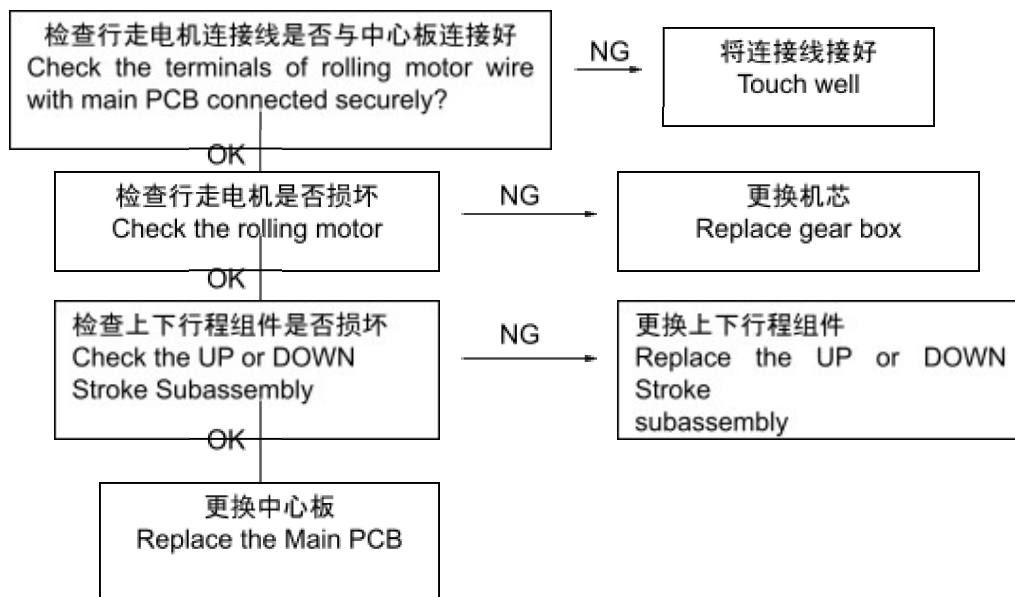 检查行走电机连接线是否与中心板连接好
Check the terminals of rolling motor wire
with main PCB connected securely?
NG
将连接线接好
Touch well
OK
检查行走电机是否损坏
Check the rolling motor
NG
更换机芯
Replace gear box
OK
检查上下行程组件是否损坏
Check the UP or DOWN
Stroke Subassembly
NG
更换上下行程组件
Replace the UP or DOWN
Stroke
subassembly
OK
更换中心板
Replace the Main PCB